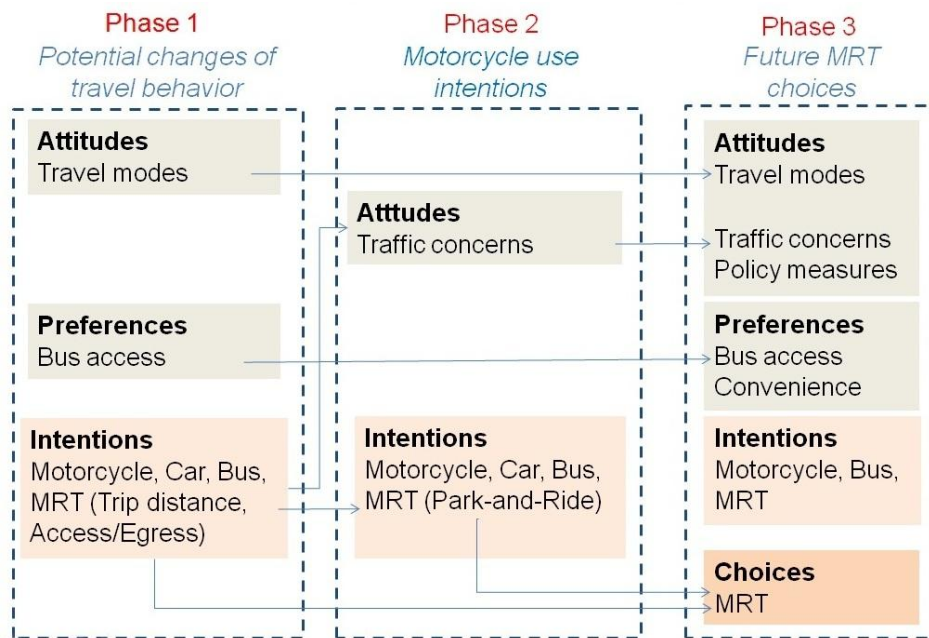 Phase 1
Potential changes of
travel behavior
Attitudes
Travel modes
Preferences
Bus access
Intentions
Motorcycle, Car, Bus,
MRT (Trip distance,
Access/Egress)
Phase 2
Motorcycle use
intentions
Atttudes
Traffic concerns
Intentions
Motorcycle, Car, Bus,
MRT (Park-and-Ride)
Phase 3
Future MRT
choices
Attitudes
Travel modes
Traffic concerns
Policy measures
Preferences
Bus access
Convenience
Intentions
Motorcycle, Bus,
MRT
Choices
MRT